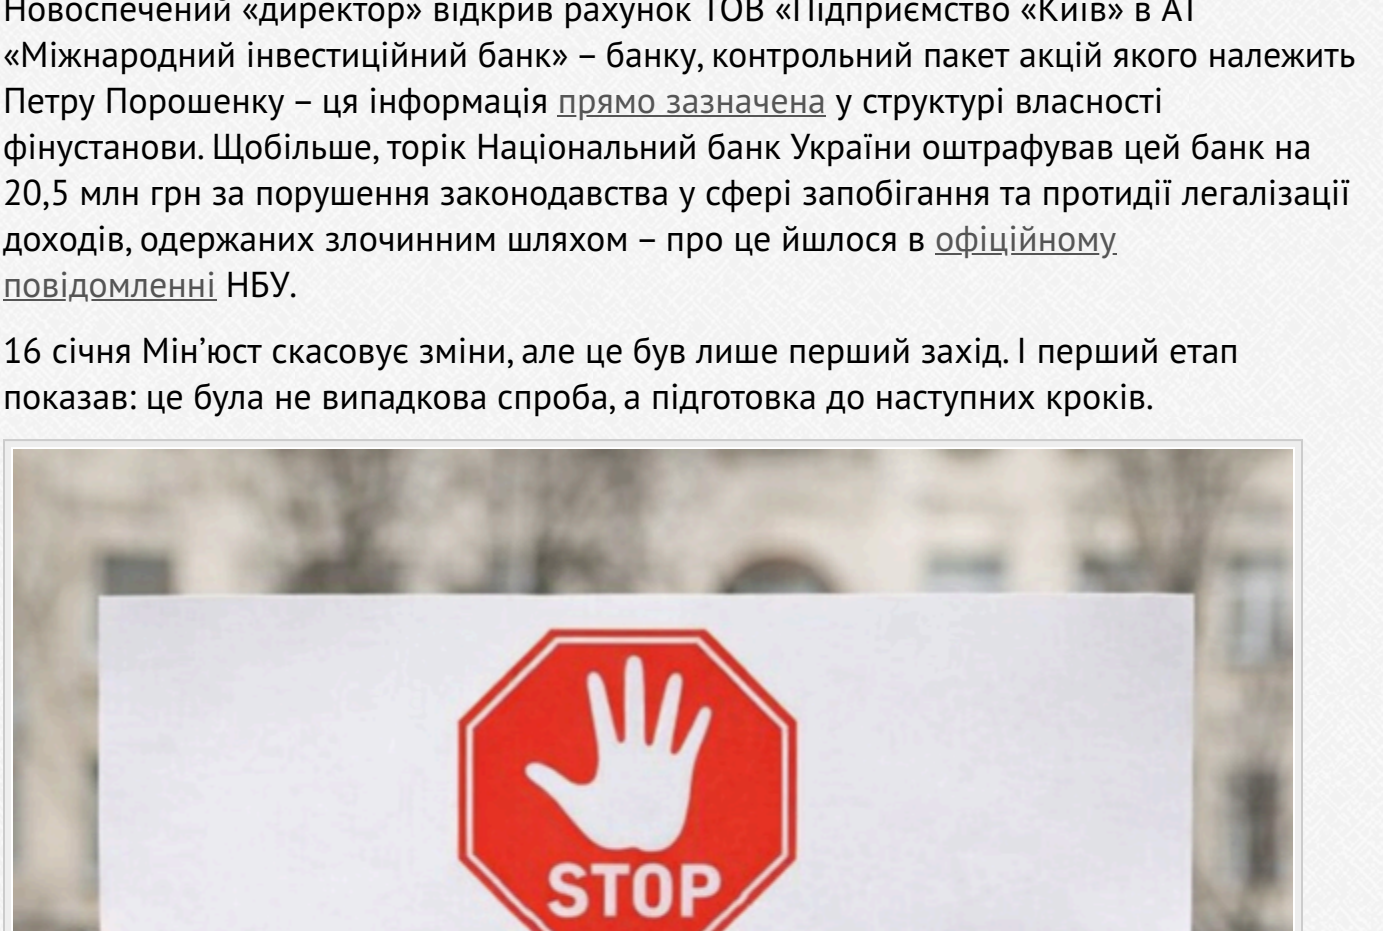 Новоспечений «директор» відкрив рахунок ТОВ «Підприємство «Київ» в АТ
«Міжнародний інвестиційний банк» – банку, контрольний пакет акцій якого належить
Петру Порошенку – ця інформація прямо зазначена у структурі власності
фінустанови. Щобільше, торік Національний банк України оштрафував цей банк на
20,5 млн грн за порушення законодавства у сфері запобігання та протидії легалізації
доходів, одержаних злочинним шляхом – про це йшлося в офіційному
повідомленні НБУ.
16 січня Мін’юст скасовує зміни, але це був лише перший захід. І перший етап
показав: це була не випадкова спроба, а підготовка до наступних кроків.
STOP